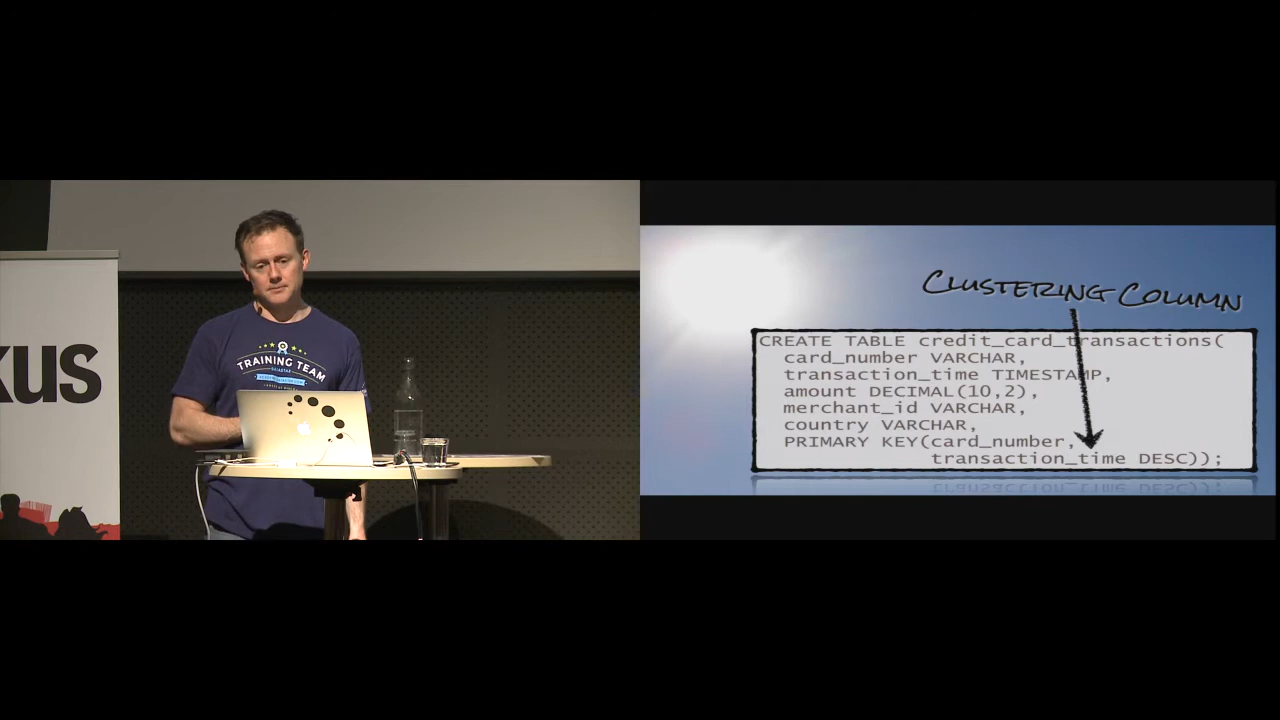 kus
TRAINING TEAM
DATASTAX
CLUSTERING COLUMN
CREATE TABLE credit_card_transactions(
card_number VARCHAR,
transaction_time TIMESTAMP,
amount DECIMAL(10,2),
merchant_id VARCHAR,
country VARCHAR,
PRIMARY KEY(card_number,
transaction_time DESC));